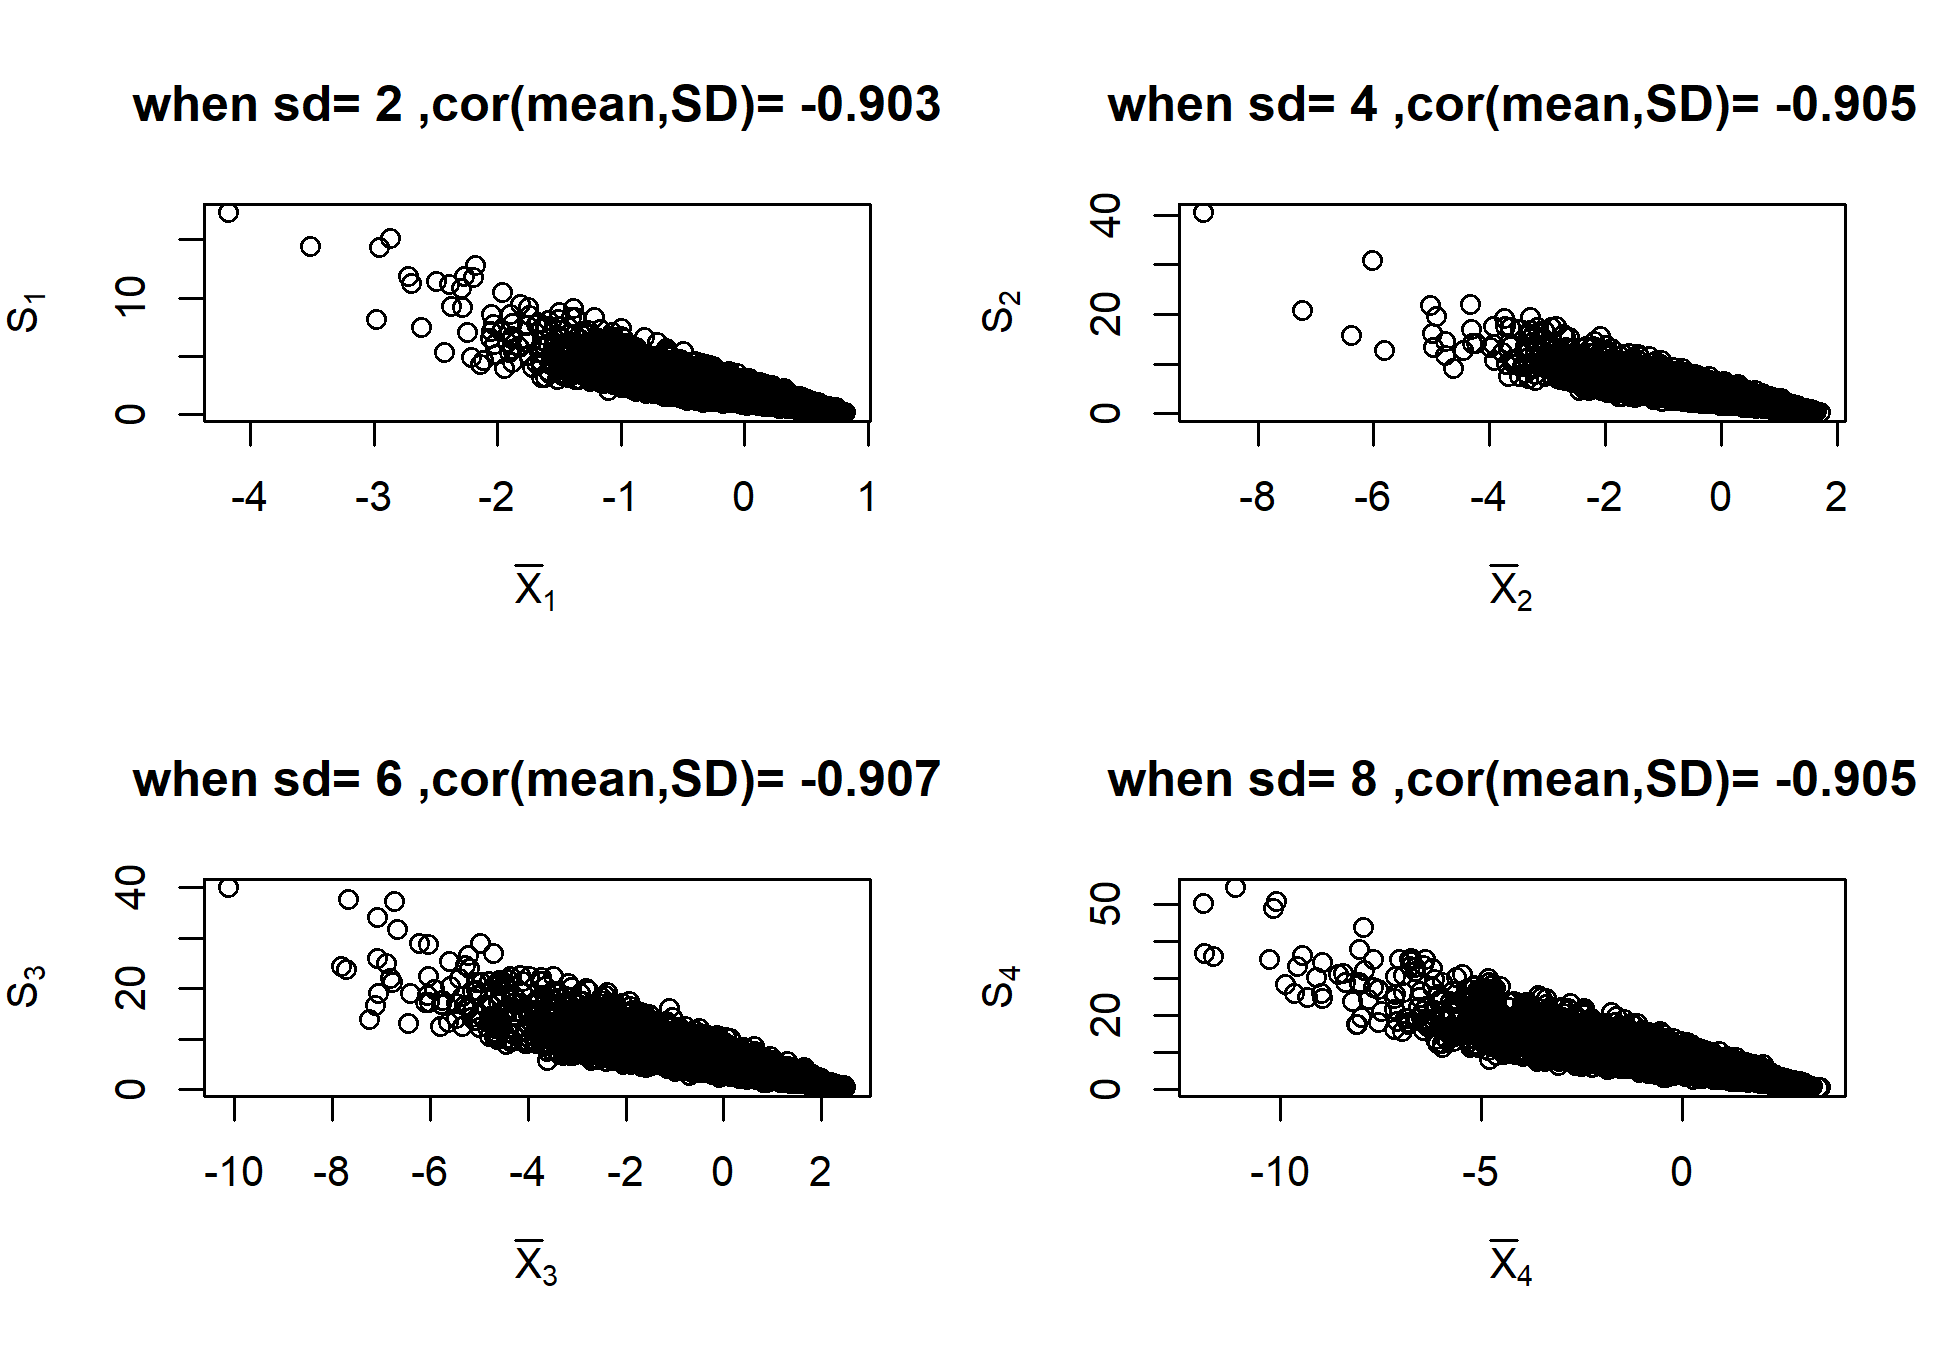 when sd= 2 ,cor(mean,SD)= -0.903
S1
10
0
-4 -3 -2 -1 0 1
X̅1
when sd= 4 ,cor(mean,SD)= -0.905
S2
40
20
0
-8 -6 -4 -2 0 2
X̅2
when sd= 6 ,cor(mean,SD)= -0.907
S3
40
20
0
-10 -8 -6 -4 -2 0 2
X̅3
when sd= 8 ,cor(mean,SD)= -0.905
S4
50
20
0
-10 -5 0
X̅4